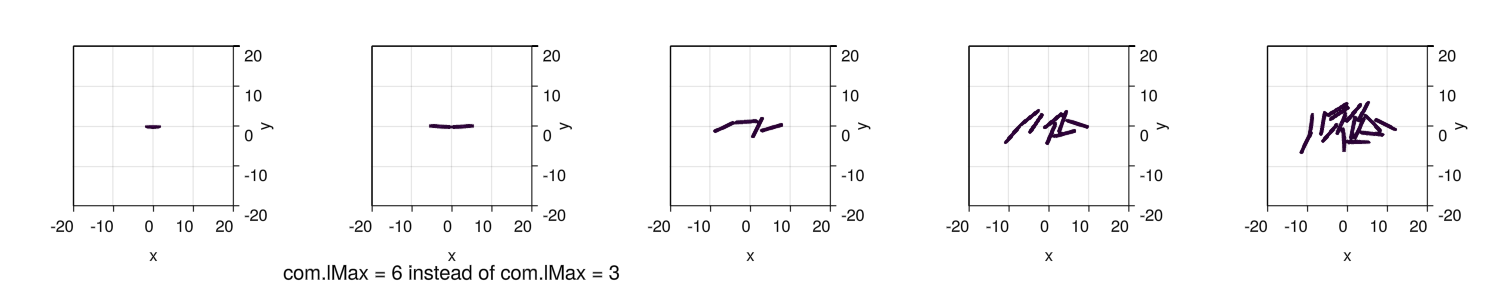 20 20 20 20 20
10 10 10 10 10
0 y 0 y 0 y 0 y 0 y
-10 -10 -10 -10 -10
-20 -20 -20 -20 -20
-20 -10 0 10 20 -20 -10 0 10 20 -20 -10 0 10 20 -20 -10 0 10 20 -20 -10 0 10 20
x x x x x
com.lMax = 6 instead of com.lMax = 3